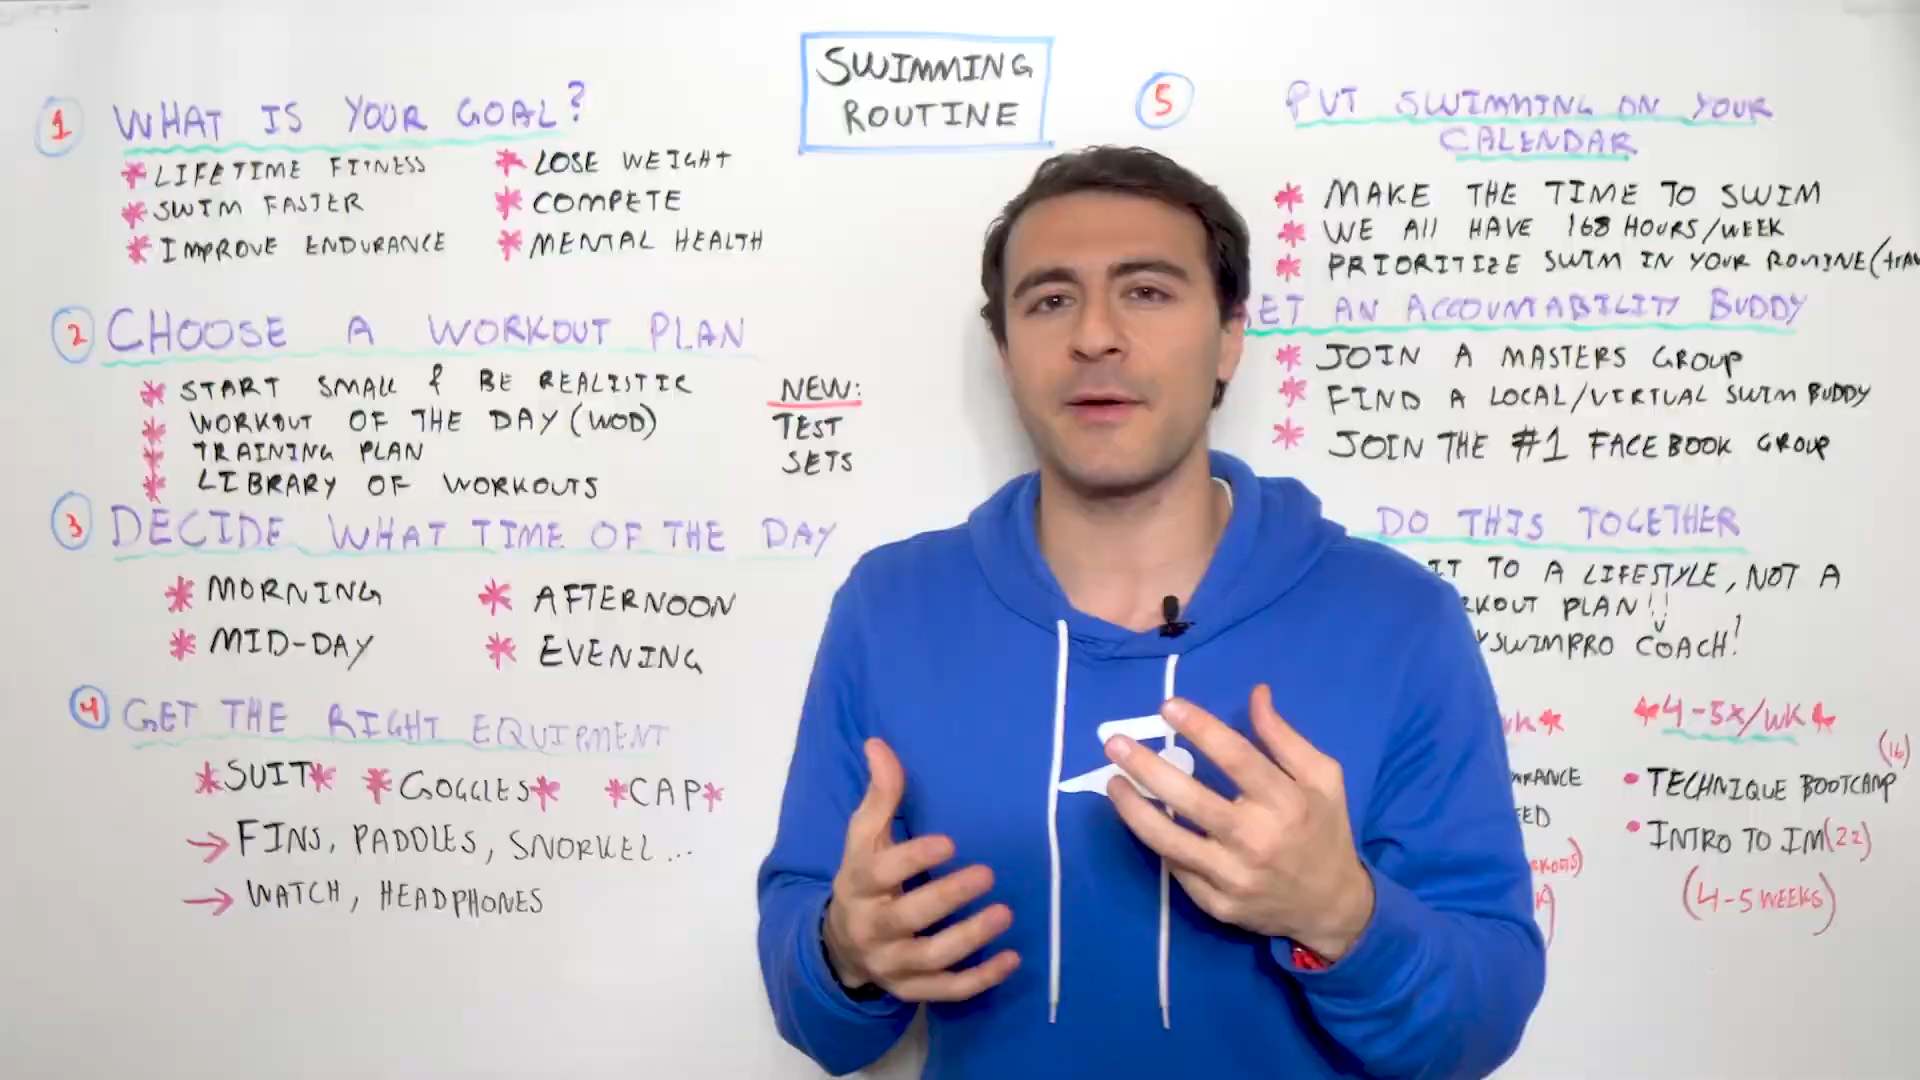 SWIMMING
ROUTINE
1 WHAT IS YOUR GOAL?
* LIFETIME FITNESS
* SWIM FASTER
* IMPROVE ENDURANCE
* LOSE WEIGHT
* COMPETE
* MENTAL HEALTH
2 CHOOSE A WORKOUT PLAN
* START SMALL & BE REALISTIC
* WORKOUT OF THE DAY (WOD)
* TRAINING PLAN
* LIBRARY OF WORKOUTS
NEW:
TEST
SETS
3 DECIDE WHAT TIME OF THE DAY
* MORNING
* MID-DAY
* AFTERNOON
* EVENING
4 GET THE RIGHT EQUIPMENT
*SUIT* *GOGGLES* *CAP*
→ FINS, PADDLES, SNORKEL...
→ WATCH, HEADPHONES
5 PUT SWIMMING ON YOUR
CALENDAR
* MAKE THE TIME TO SWIM
* WE All HAVE 168 HOURS/WEEK
* PRIORITIZE SWIM IN YOUR ROUTINE
AN ACCOUNTABILITY BUDDY
* JOIN A MASTERS GROUP
* FIND A LOCAL/VIRTUAL SWIM BUDDY
* JOIN THE #1 FACEBOOK GROUP
DO THIS TOGETHER
IT TO A LIFESTYLE, NOT A
PLAN!!
YSWIMPRO COACH!
*4-5x/WK*
• TECHNIQUE BOOTCAMP (16)
• INTRO TO IM (22)
(4-5 WEEKS)